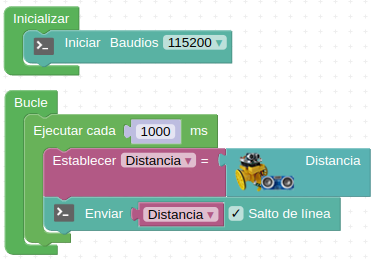 Inicializar
Iniciar Baudios 115200
Bucle
Ejecutar cada 1000 ms
Establecer Distancia = Distancia
Enviar Distancia Salto de línea